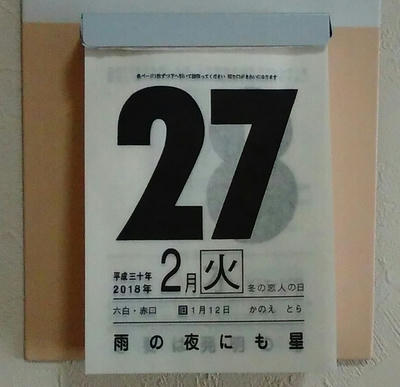 27
平成三十年
2018年 2月 火 冬の恋人の日
六白・赤口 旧1月12日 かのえ とら
雨の夜にも星